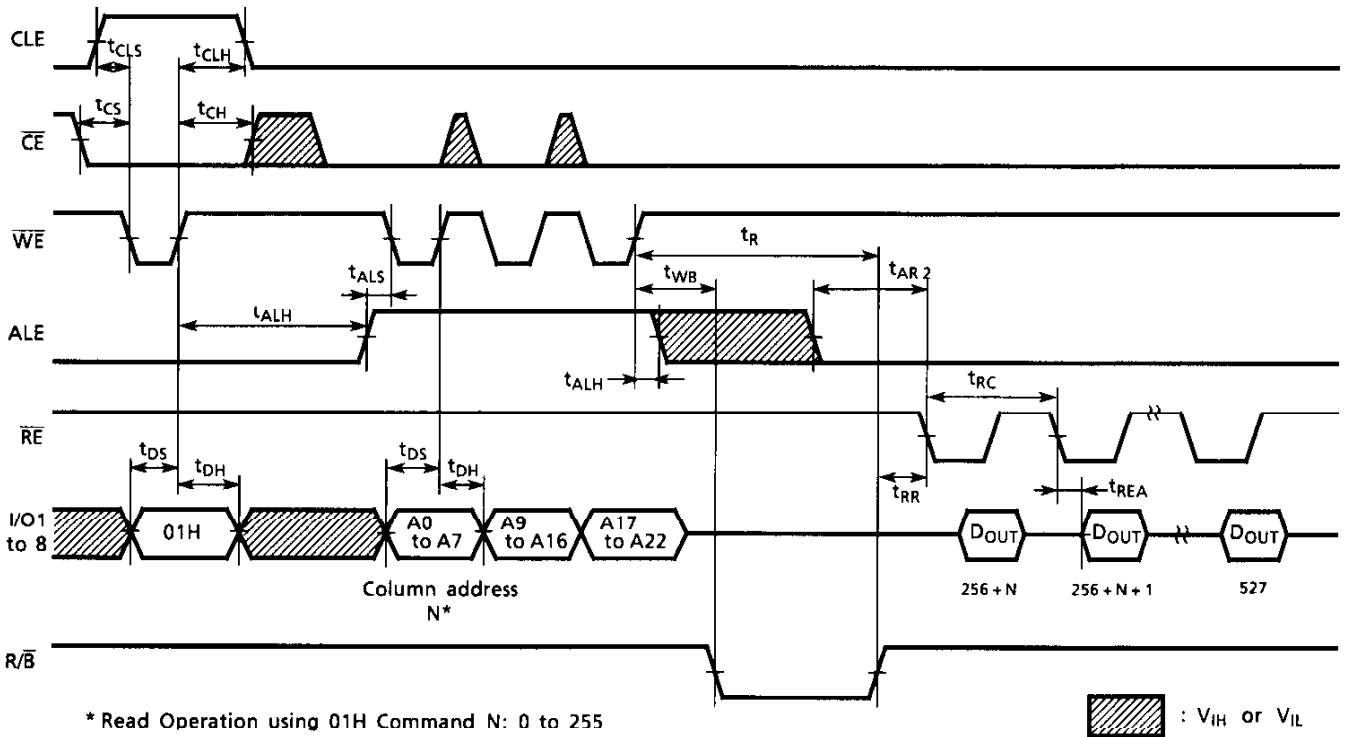 CLE
tCLS
tCLH
CE
tCS
tCH
WE
tR
tALS
tWB
tAR 2
ALE
tALH
tALH
tRC
RE
tDS
tDH
tDS
tDH
tRR
tREA
I/O1 to 8
01H
A0 to A7
A9 to A16
A17 to A22
DOUT
DOUT
DOUT
Column address
N*
256 + N
256 + N + 1
527
R/B
* Read Operation using 01H Command N: 0 to 255
: VIH or VIL